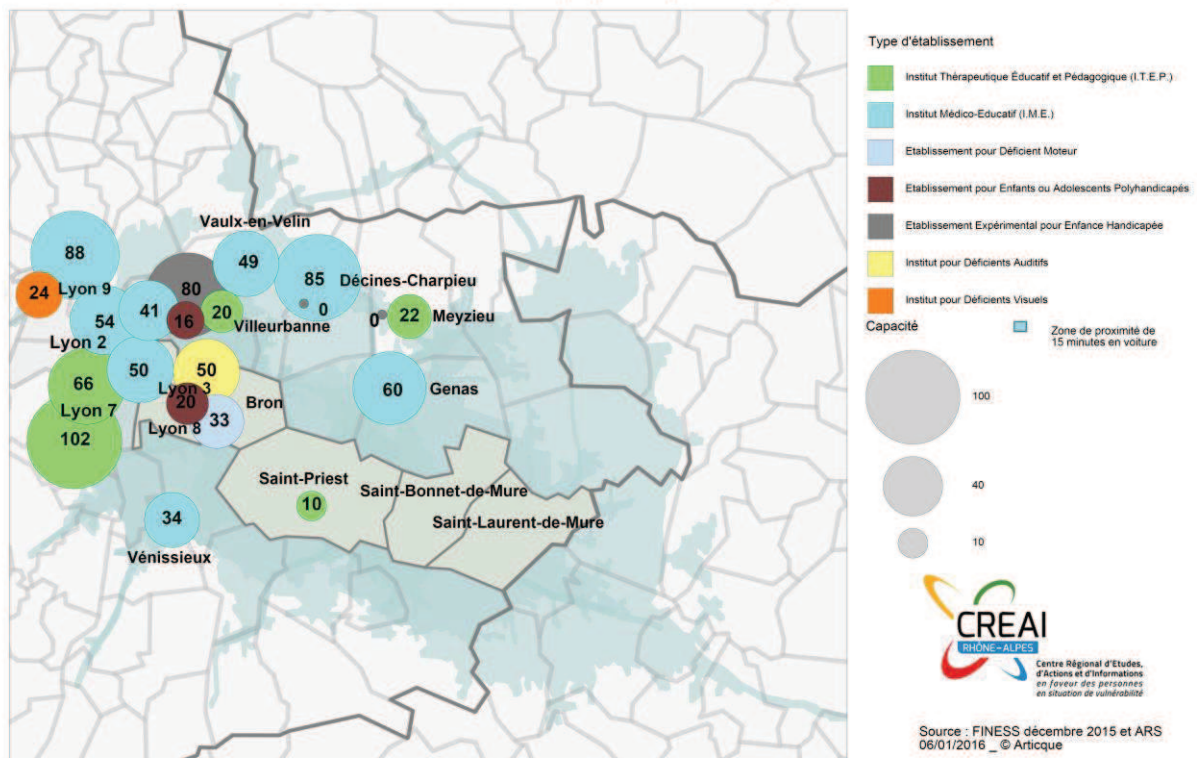 Type d'établissement
Institut Thérapeutique Éducatif et Pédagogique (I.T.E.P.)
Institut Médico-Educatif (I.M.E.)
Etablissement pour Déficient Moteur
Etablissement pour Enfants ou Adolescents Polyhandicapés
Etablissement Expérimental pour Enfance Handicapée
Institut pour Déficients Auditifs
Institut pour Déficients Visuels
Capacité
Zone de proximité de
15 minutes en voiture
100
40
10
Vaulx-en-Velin
88
49
85
Décines-Charpieu
24
Lyon 9
80
41
54
16
20
Villeurbanne
0
0
22
Meyzieu
Lyon 2
66
50
50
Lyon 3
60
Genas
Lyon 7
20
Bron
102
Lyon 8
33
Saint-Priest
10
Saint-Bonnet-de-Mure
Saint-Laurent-de-Mure
34
Vénissieux
CREAI
RHÔNE-ALPES
Centre Régional d'Etudes,
d'Actions et d'Informations
en faveur des personnes
en situation de vulnérabilité
Source : FINESS décembre 2015 et ARS
06/01/2016 _ © Articque